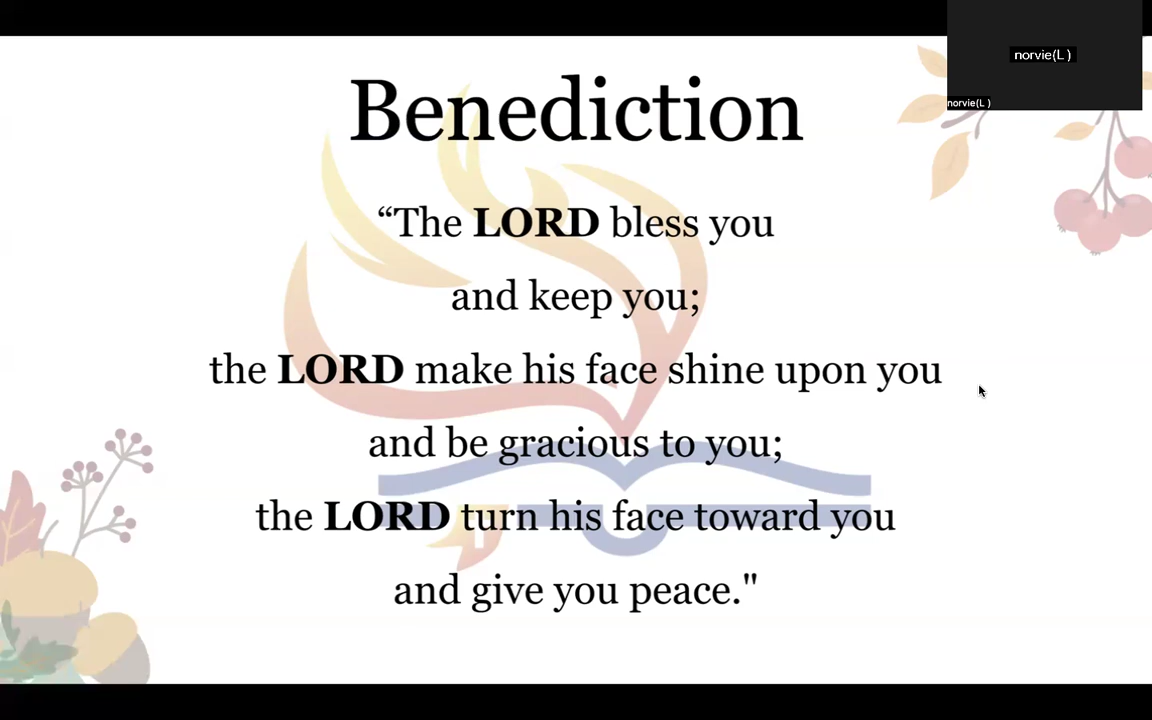 norvie(L )
norvie(L )
Benediction
“The LORD bless you
and keep you;
the LORD make his face shine upon you
and be gracious to you;
the LORD turn his face toward you
and give you peace."